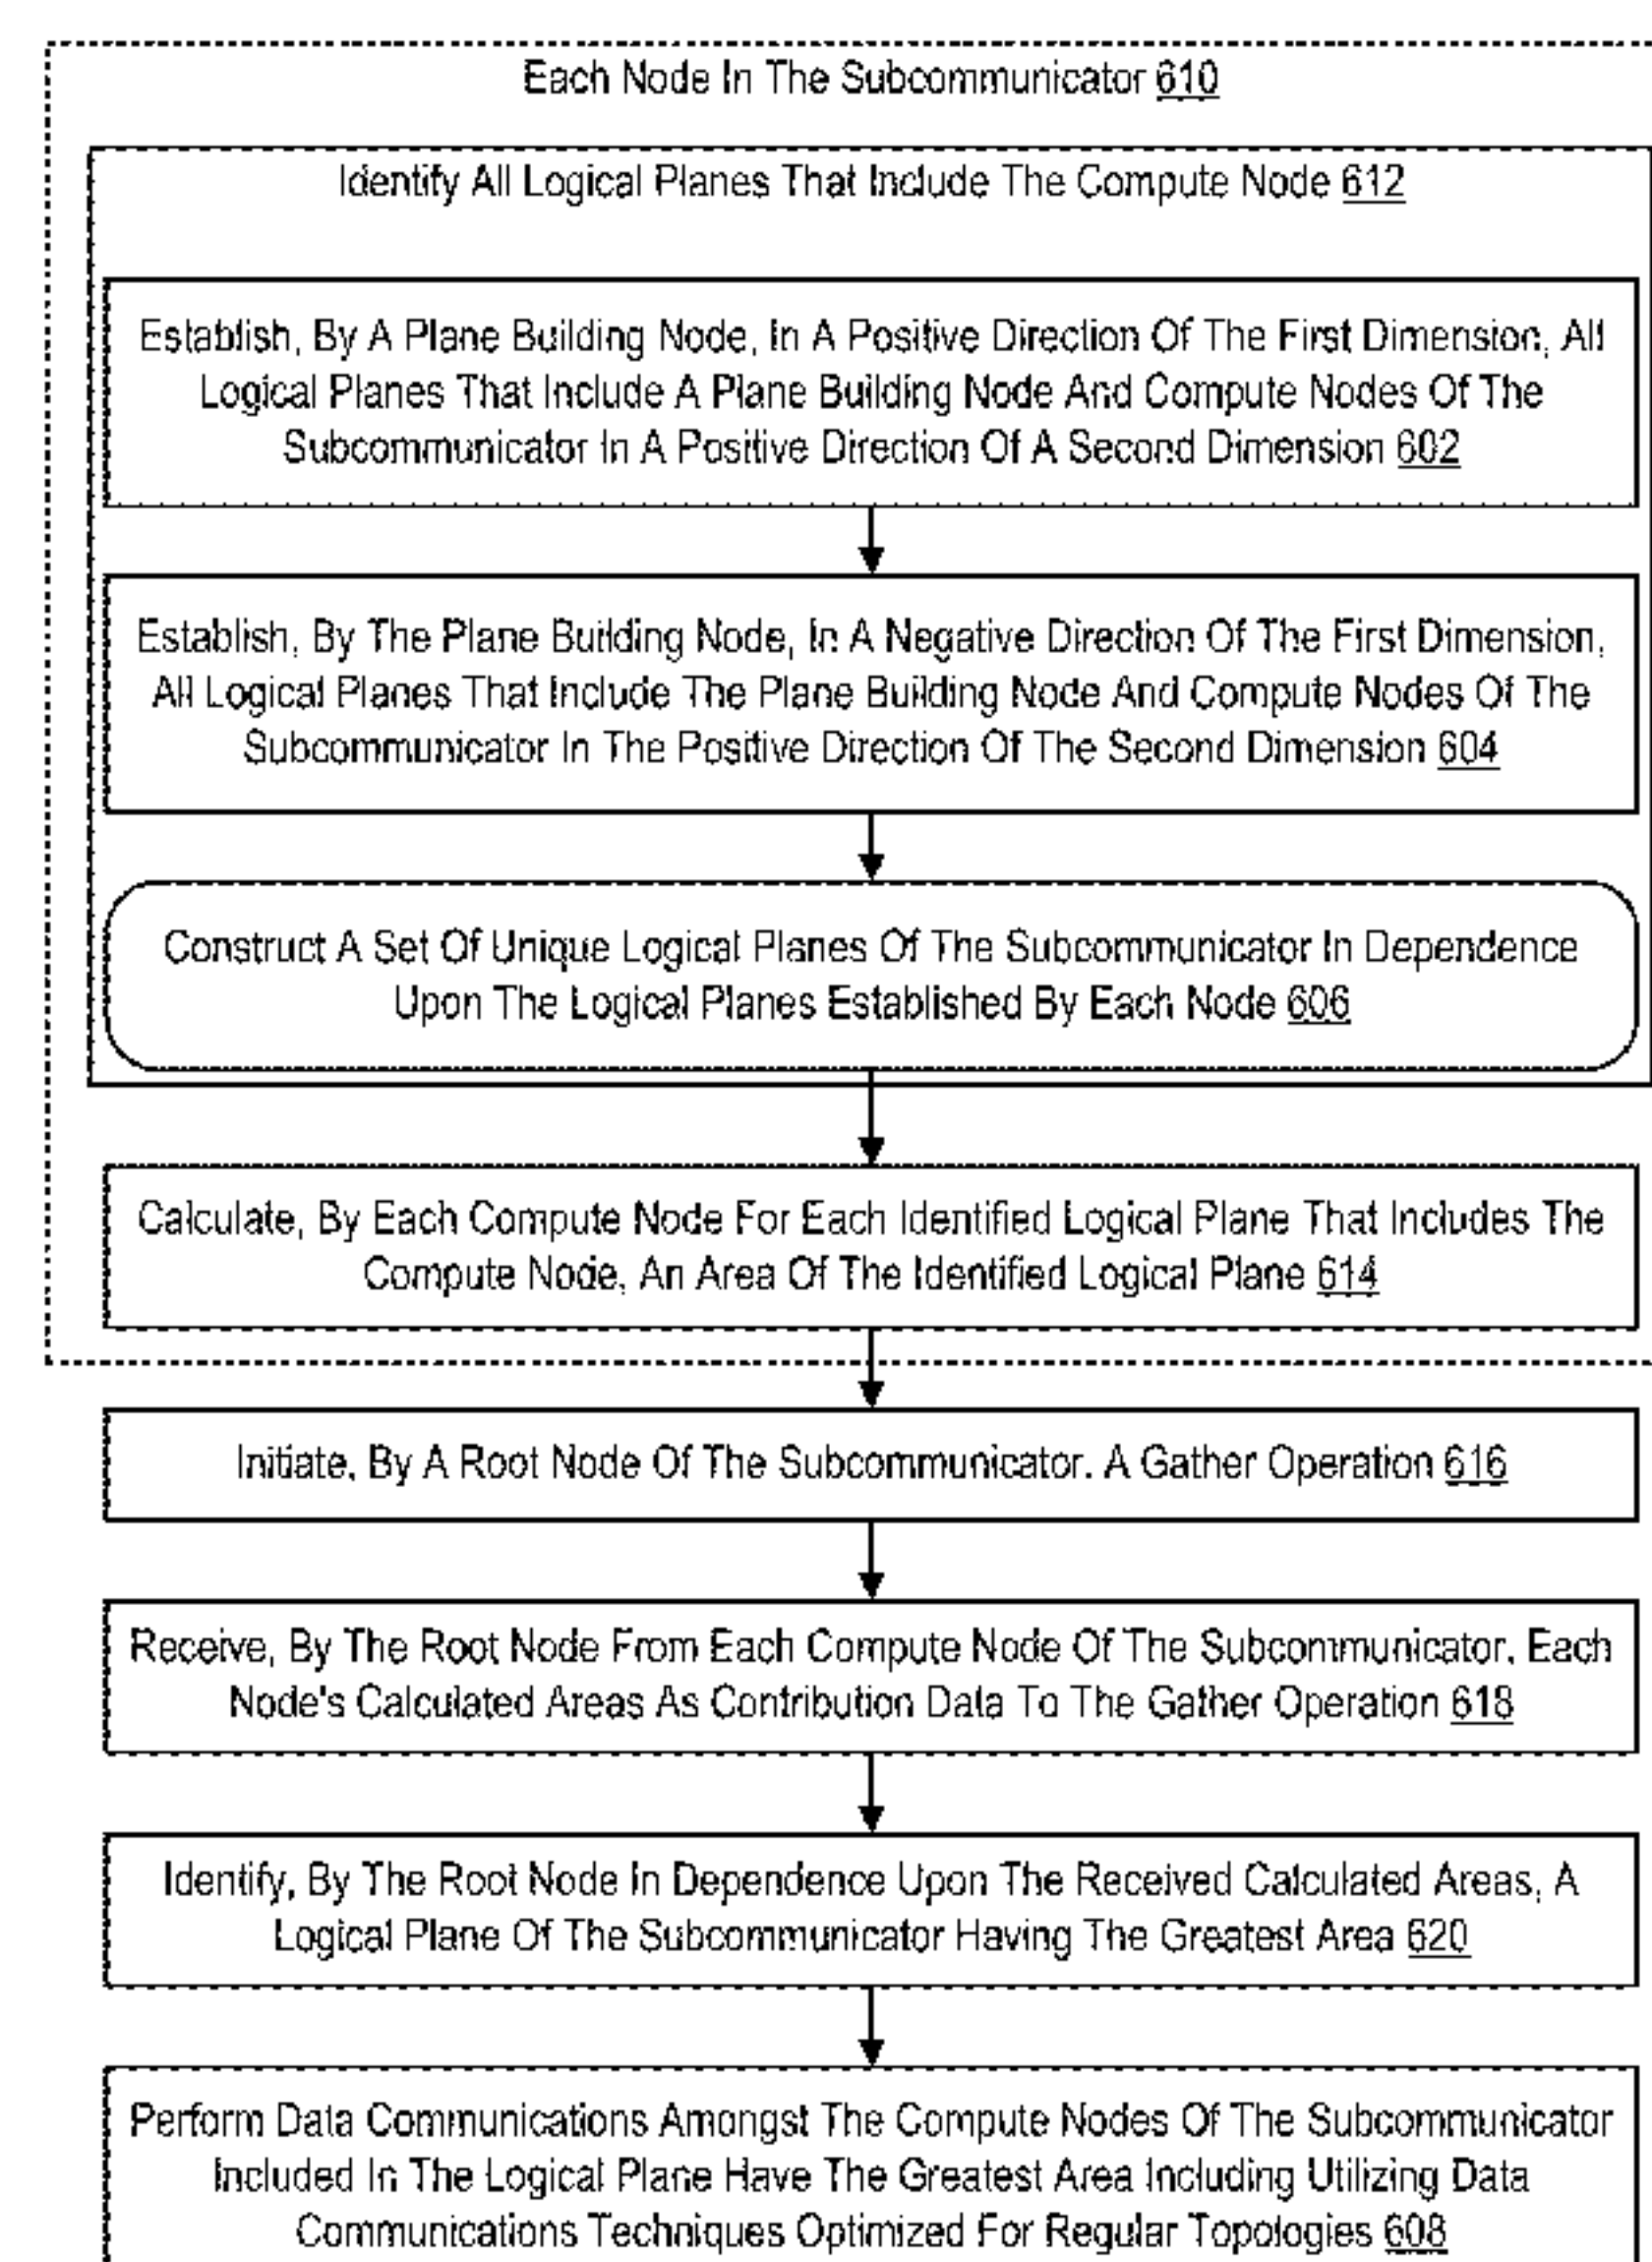 Each Node In The Subcommunicator 610
Identify All Logical Planes That Include The Compute Node 612
Establish, By A Plane Building Node, In A Positive Direction Of The First Dimension, All
Logical Planes That Include A Plane Building Node And Compute Nodes Of The
Subcommunicator In A Positive Direction Of A Second Dimension 602
Establish, By The Plane Building Node, In A Negative Direction Of The First Dimension,
All Logical Planes That Include The Plane Building Node And Compute Nodes Of The
Subcommunicator In The Positive Direction Of The Second Dimension 604
Construct A Set Of Unique Logical Planes Of The Subcommunicator In Dependence
Upon The Logical Planes Established By Each Node 606
Calculate, By Each Compute Node For Each Identified Logical Plane That Includes The
Compute Node, An Area Of The Identified Logical Plane 614
Initiate, By A Root Node Of The Subcommunicator. A Gather Operation 616
Receive, By The Root Node From Each Compute Node Of The Subcommunicator, Each
Node's Calculated Areas As Contribution Data To The Gather Operation 618
Identify, By The Root Node In Dependence Upon The Received Calculated Areas, A
Logical Plane Of The Subcommunicator Having The Greatest Area 620
Perform Data Communications Amongst The Compute Nodes Of The Subcommunicator
Included In The Logical Plane Have The Greatest Area Including Utilizing Data
Communications Techniques Optimized For Regular Topologies 608